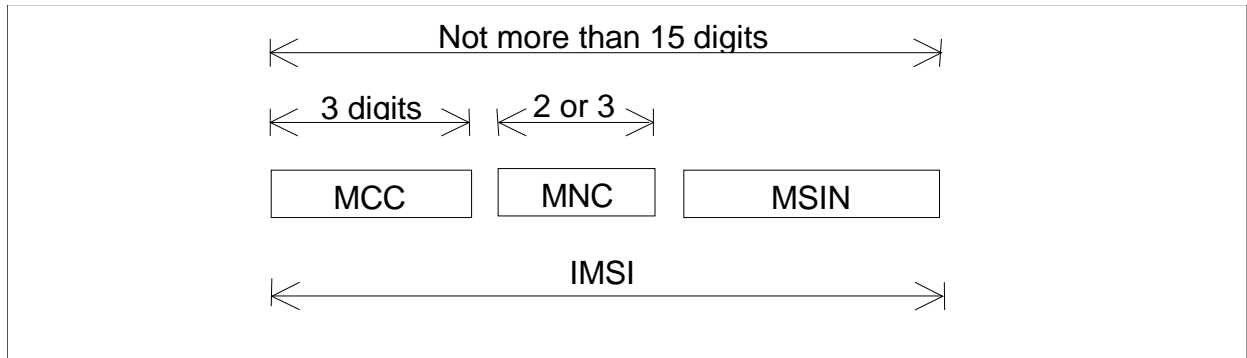 Not more than 15 digits
3 digits
2 or 3
MCC
MNC
MSIN
IMSI